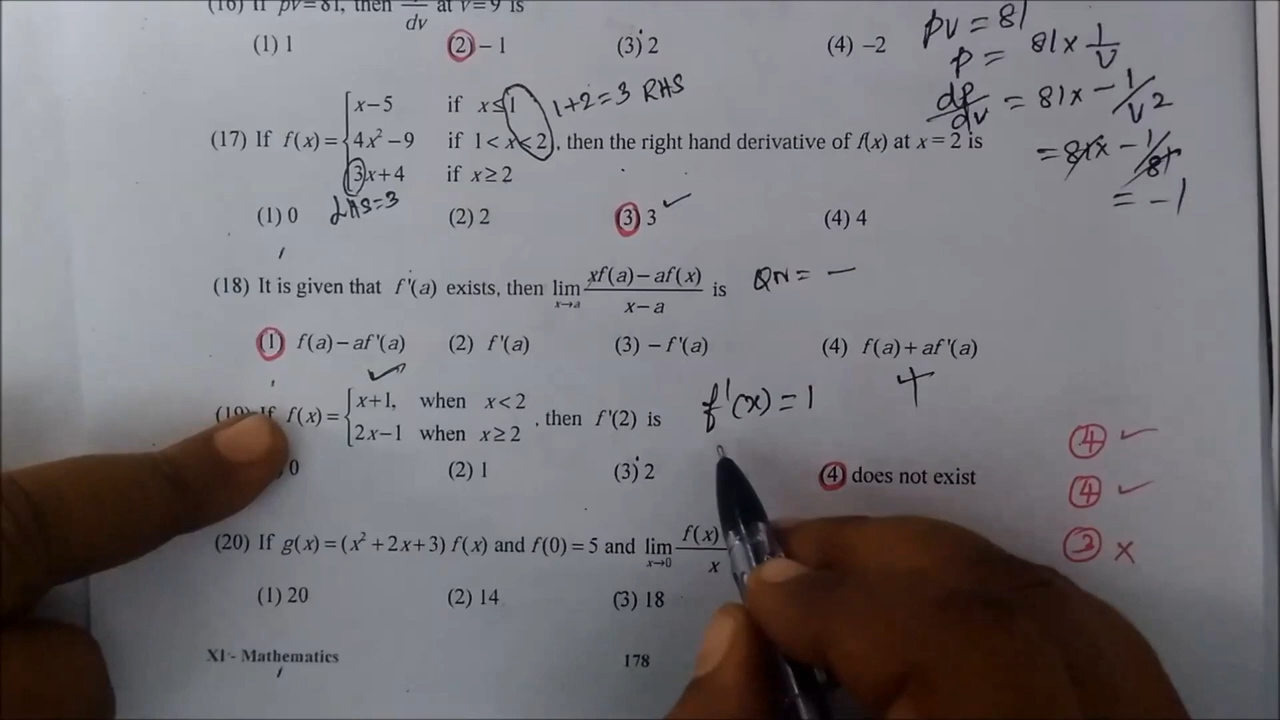 (16) If pv=81, then dv at v=9 is
(1) 1 (2) −1 (3) 2 (4) −2
pv = 81
p = 81 x 1/v
dp/dv = 81x −1/v2
= 81x −1/81
= −1
(17) If f(x) = { x−5 if x≤1
4x²−9 if 1<x<2 , then the right hand derivative of f(x) at x=2 is
3x+4 if x≥2
1+2=3 RHS
LHS=3
(1) 0 (2) 2 (3) 3 (4) 4
(18) It is given that f'(a) exists, then lim x→a xf(a)−af(x) / x−a is
QN = −
(1) f(a)−af'(a) (2) f'(a) (3) −f'(a) (4) f(a)+af'(a)
(19) If f(x) = { x+1, when x<2
2x−1 when x≥2 , then f'(2) is
f'(x) = 1
+
0 (2) 1 (3) 2 (4) does not exist
④ ✓
④ ✓
③ x
(20) If g(x)=(x²+2x+3) f(x) and f(0)=5 and lim x→0 f(x) / x
(1) 20 (2) 14 (3) 18
XI - Mathematics 178